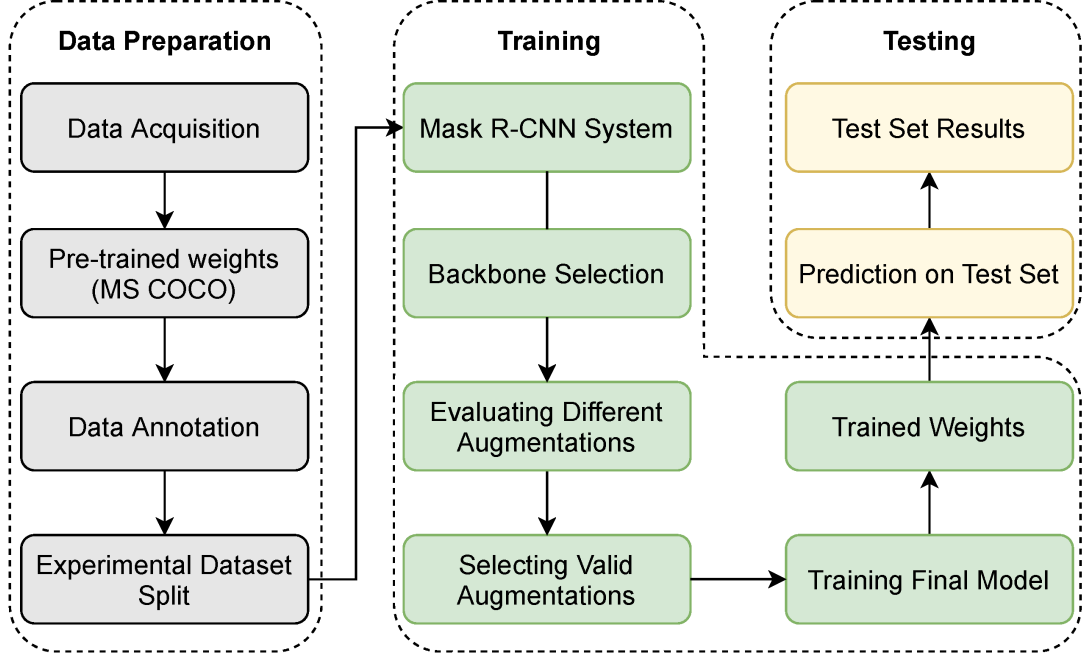 Data Preparation
Data Acquisition
Pre-trained weights
(MS COCO)
Data Annotation
Experimental Dataset
Split
Training
Mask R-CNN System
Backbone Selection
Evaluating Different
Augmentations
Selecting Valid
Augmentations
Training Final Model
Trained Weights
Testing
Prediction on Test Set
Test Set Results